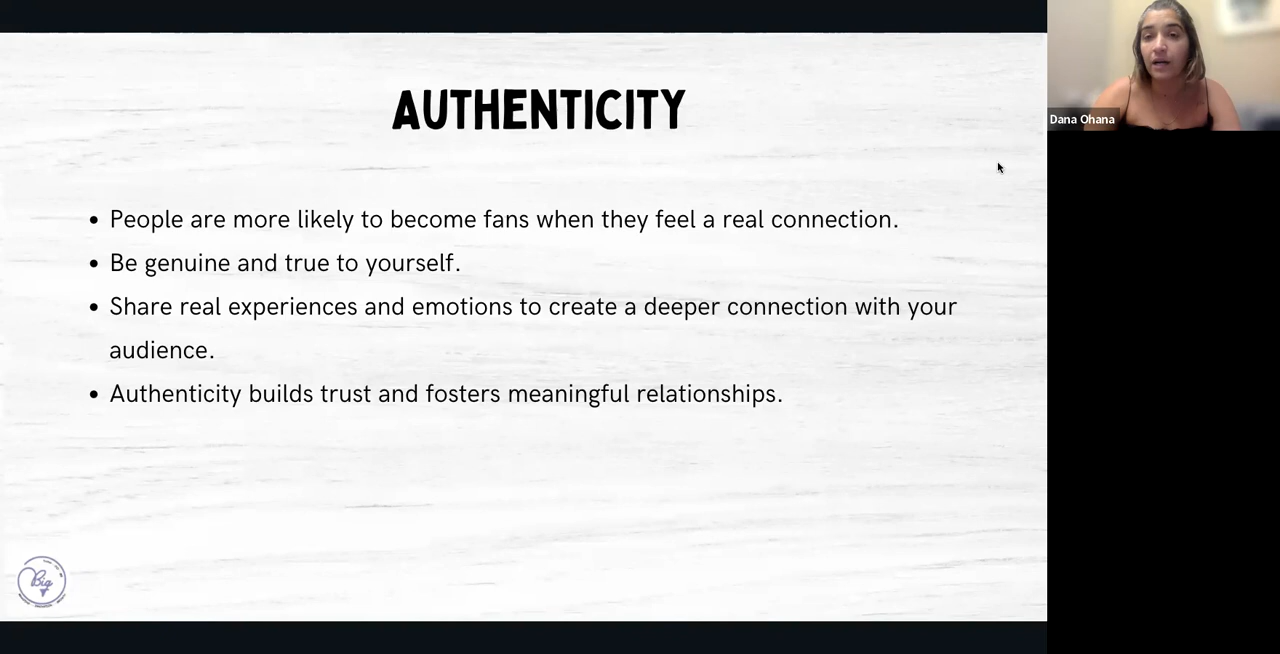 AUTHENTICITY
Dana Ohana
• People are more likely to become fans when they feel a real connection.
• Be genuine and true to yourself.
• Share real experiences and emotions to create a deeper connection with your
audience.
• Authenticity builds trust and fosters meaningful relationships.
Big